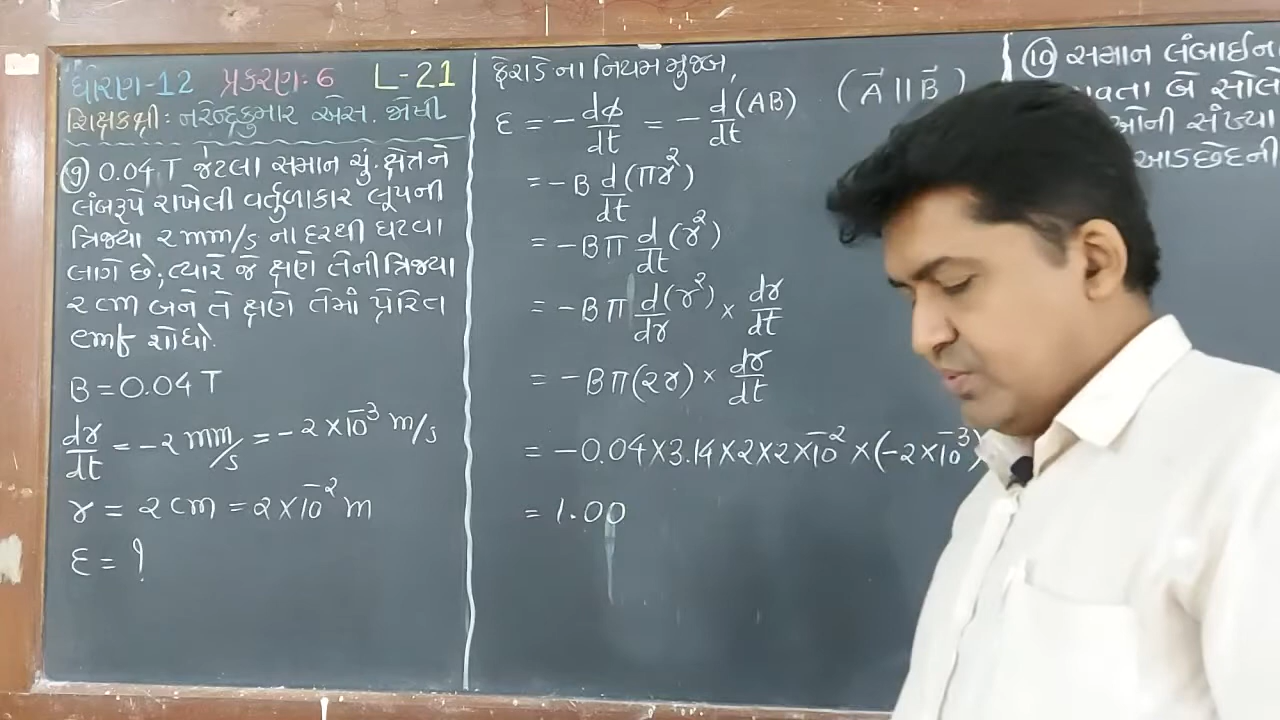 ધોરણ-12 પ્રકરણ: 6 L-21
શિક્ષકશ્રી: નરેન્દ્રકુમાર એસ. જોષી
(9) 0.04 T જેટલા સમાન ચું. ક્ષેત્રને
લંબરૂપે રાખેલી વર્તુળાકાર લૂપની
ત્રિજ્યા 2 mm/s ના દરથી ઘટવા
લાગે છે, ત્યારે જે ક્ષણે તેની ત્રિજ્યા
2 cm બને તે ક્ષણે તેમાં પ્રેરિત
emf શોધો.
B = 0.04 T
dr/dt = -2 mm/s = -2×10⁻³ m/s
r = 2 cm = 2×10⁻² m
ε = ?
ફેરાડેના નિયમ મુજબ,
ε = - dϕ/dt = - d/dt (AB) (A⃗ || B⃗)
= -B d/dt (πr²)
= -Bπ d/dt (r²)
= -Bπ d(r²)/dr × dr/dt
= -Bπ(2r) × dr/dt
= -0.04×3.14×2×2×10⁻² × (-2×10⁻³)
= 1.00
(10) સમાન લંબાઈન
બે સોલે
ઓની સંખ્યા
આડછેદની